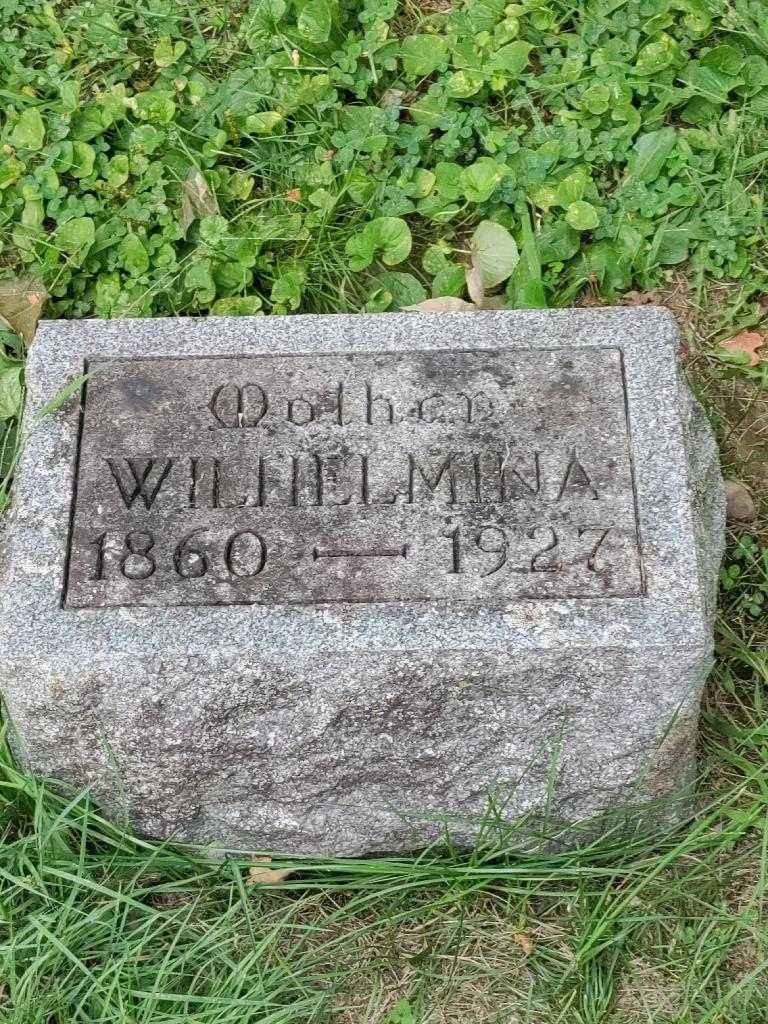 Mother
WILHELMINA
1860 — 1927